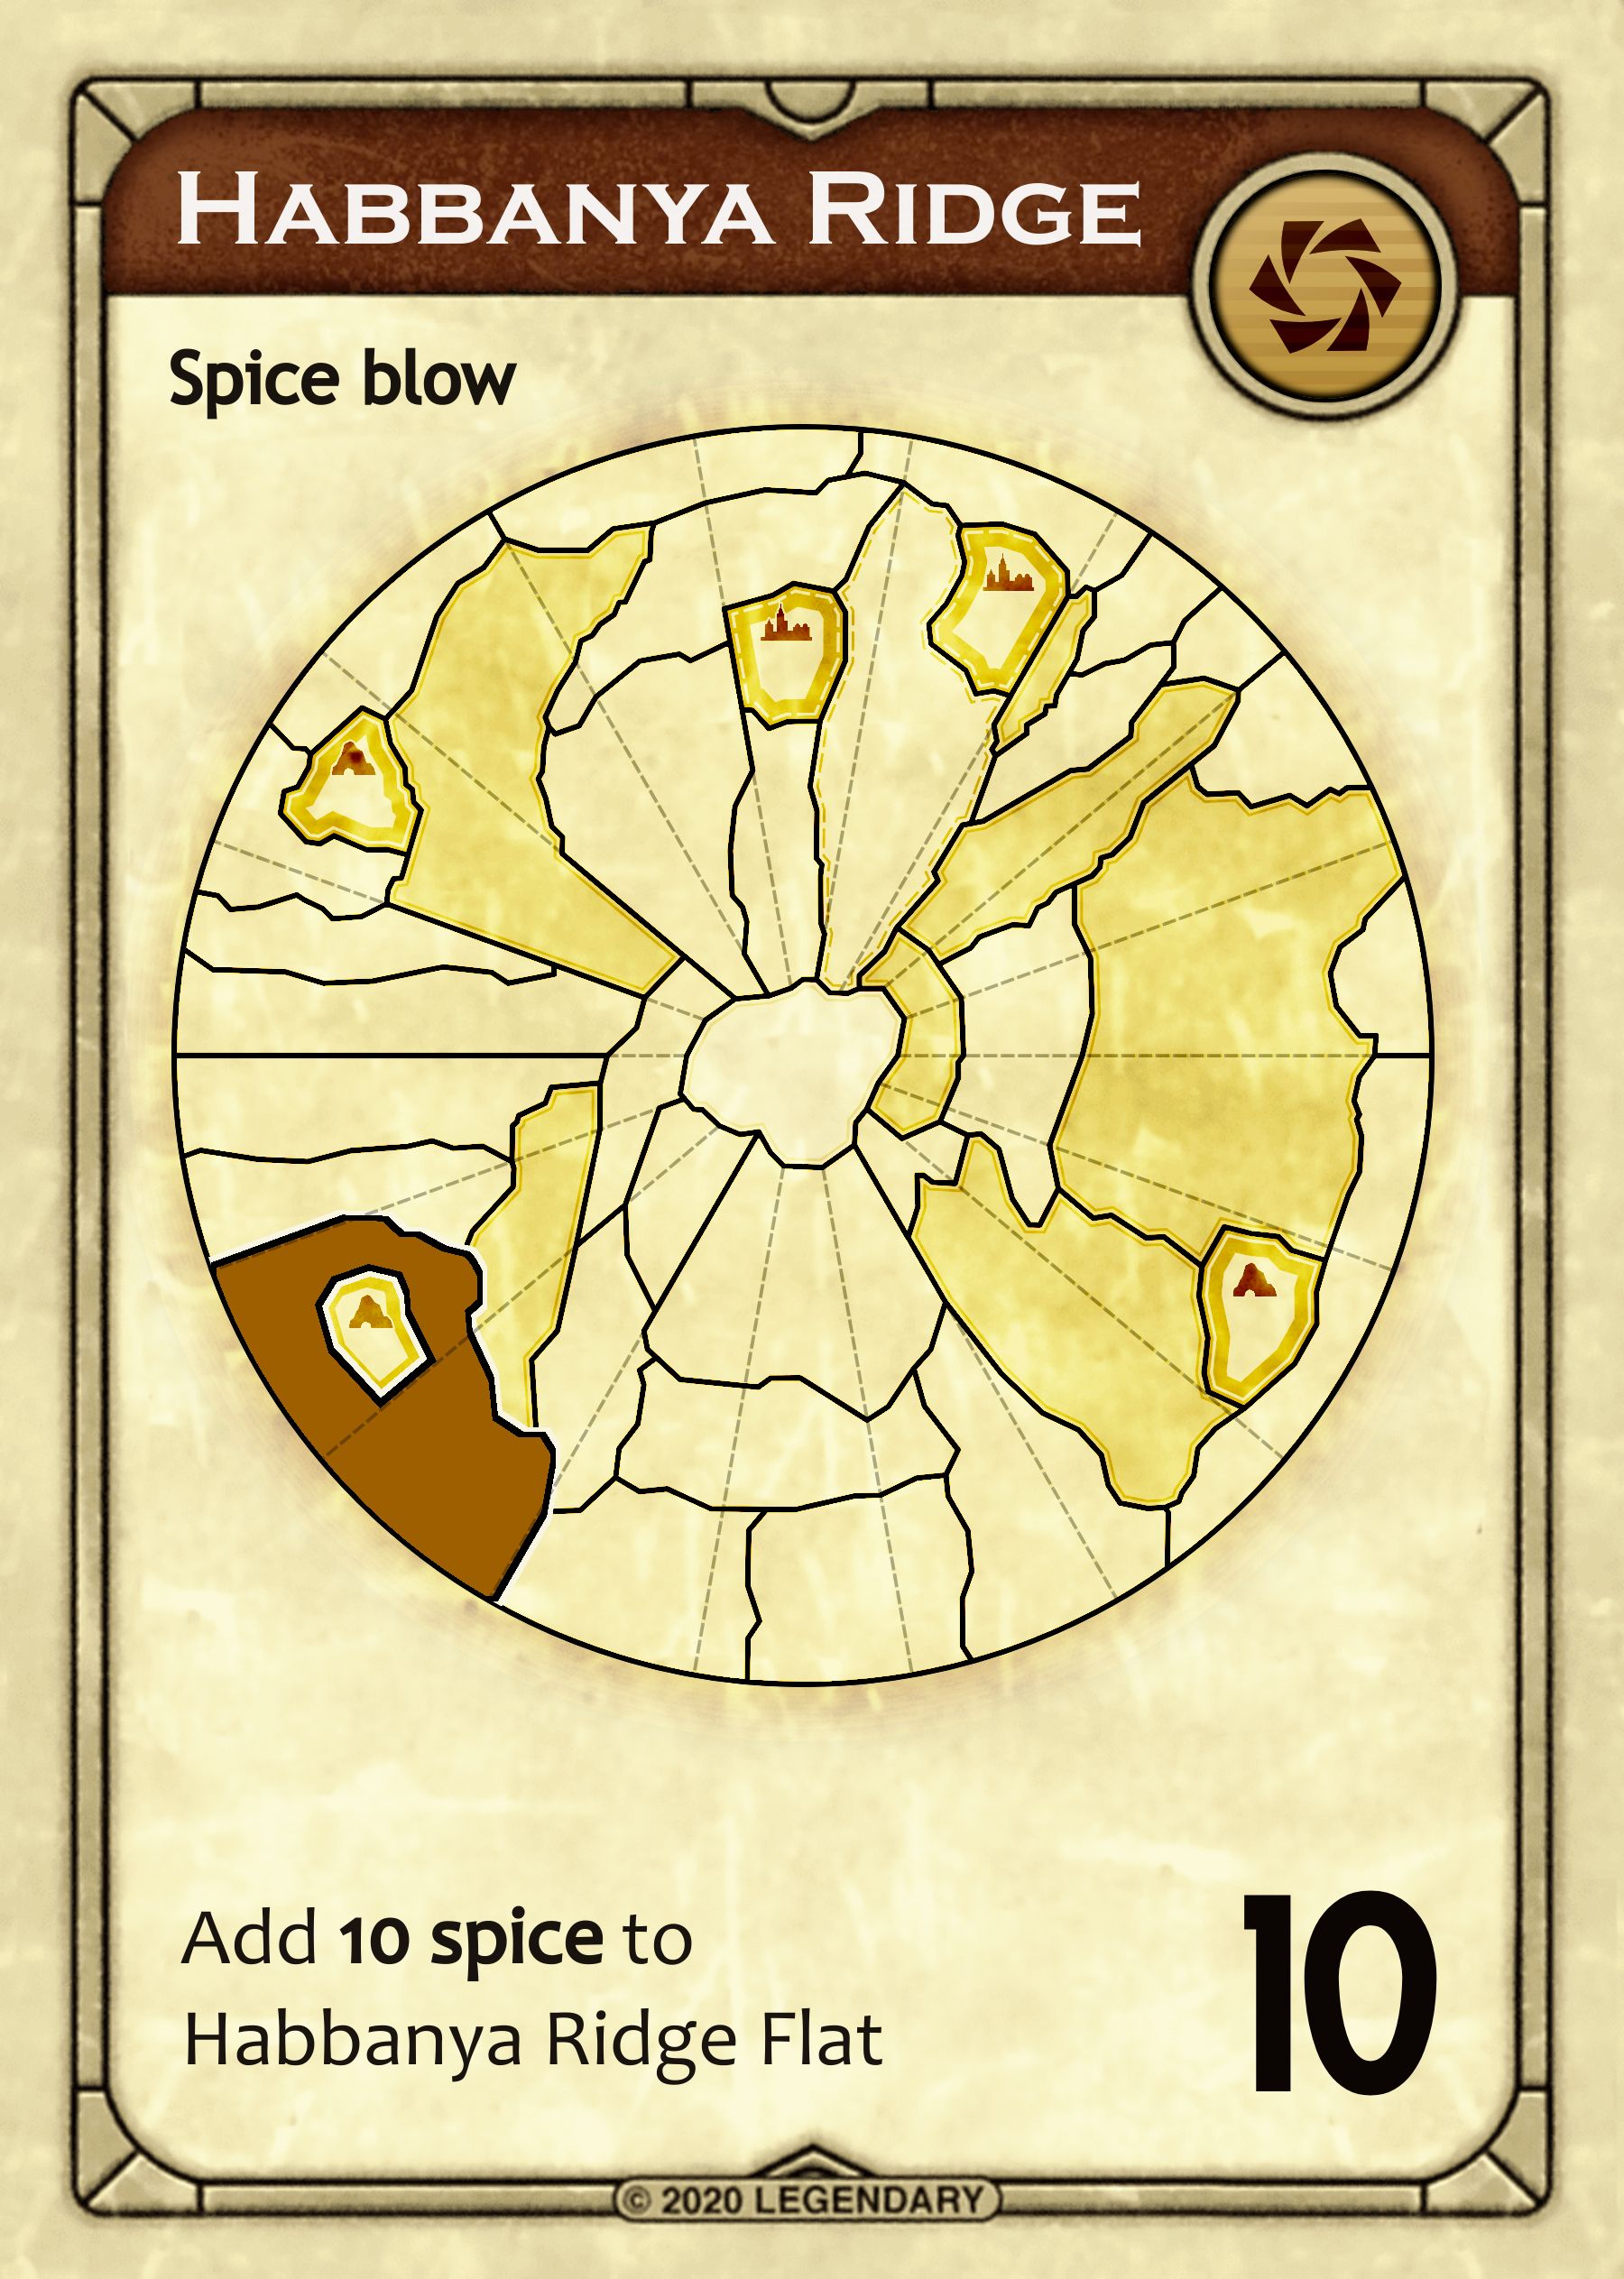 Habbanya Ridge
Spice blow
Add 10 spice to
Habbanya Ridge Flat
10
© 2020 LEGENDARY